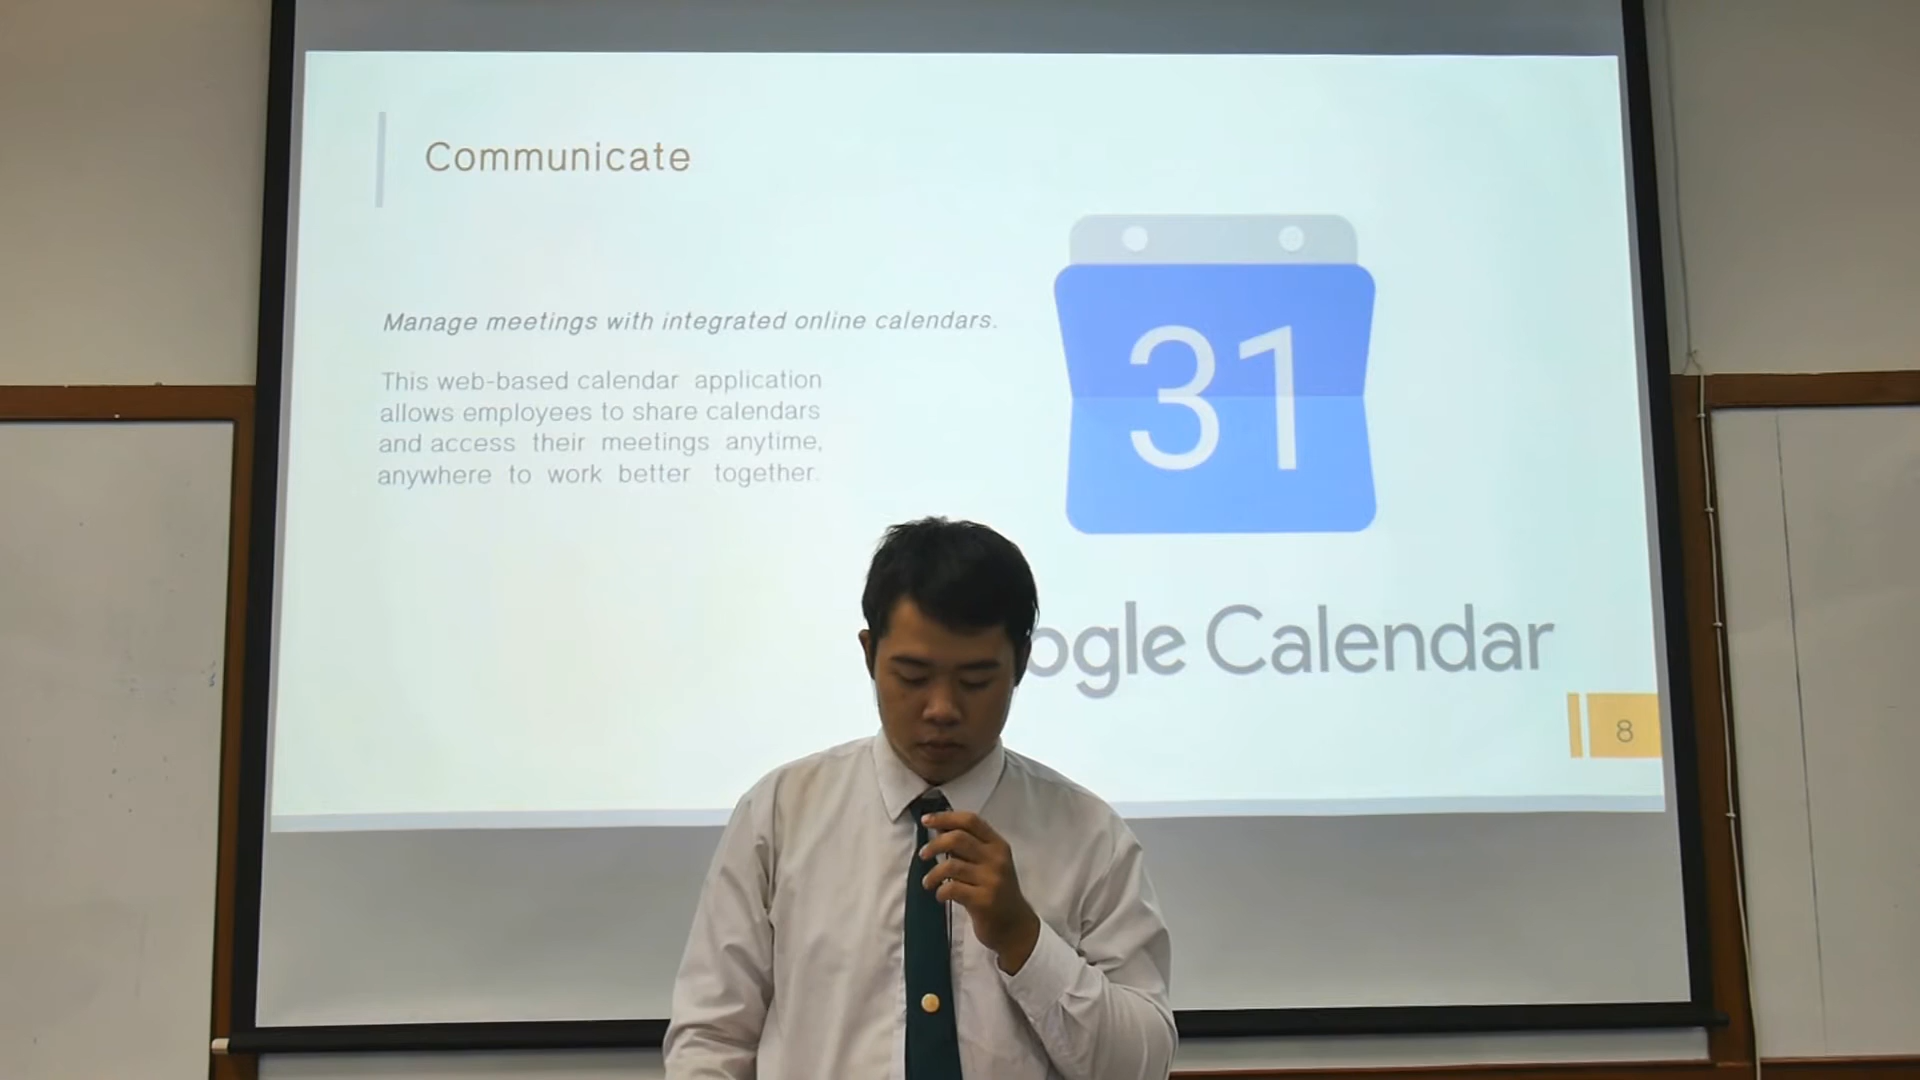 Communicate
Manage meetings with integrated online calendars.
This web-based calendar application
allows employees to share calendars
and access their meetings anytime,
anywhere to work better together.
31
ogle Calendar
8